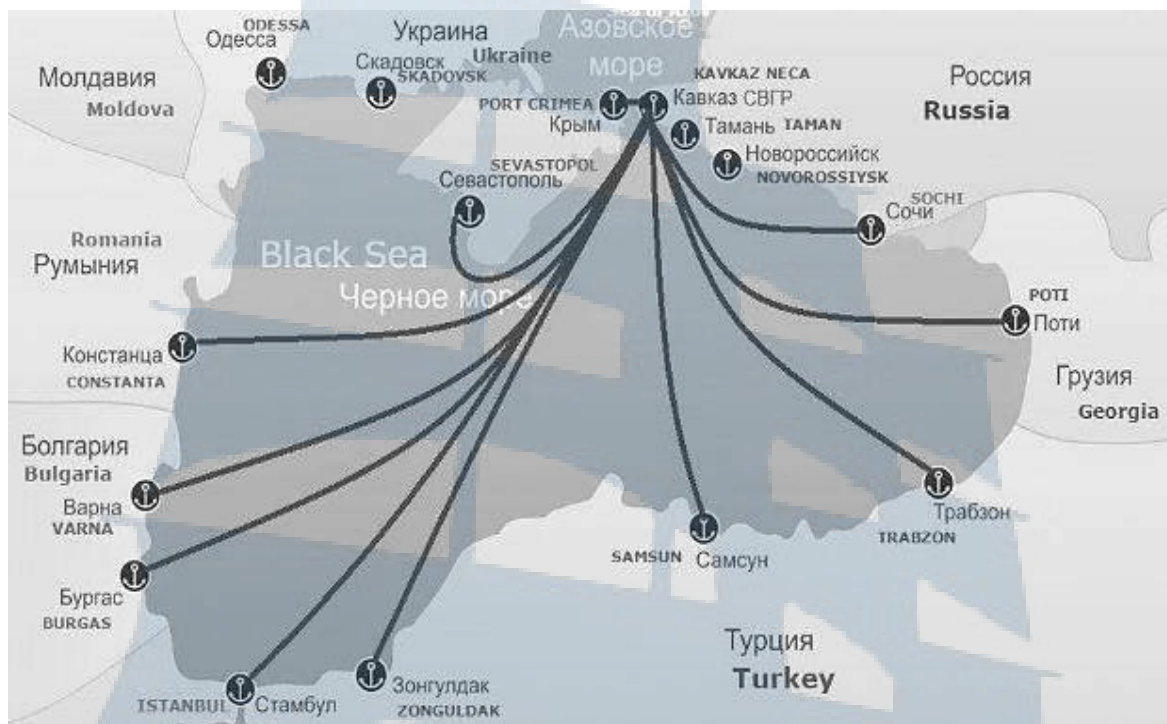 ODESSA
Одесса
Украина
Ukraine
Азовское
море
Скадовск
SKADOVSK
Молдавия
Moldova
KAVKAZ NECA
Кавказ СВГР
PORT CRIMEA
Крым
Тамань TAMAN
Россия
Russia
Новороссийск
NOVOROSSIYSK
SEVASTOPOL
Севастополь
SOCHI
Сочи
Romania
Румыния
Black Sea
Черное море
POTI
Поти
Констанца
CONSTANTA
Грузия
Georgia
Болгария
Bulgaria
Варна
VARNA
Трабзон
TRABZON
SAMSUN Самсун
Бургас
BURGAS
Турция
Turkey
ISTANBUL Стамбул
Зонгулдак
ZONGULDAK